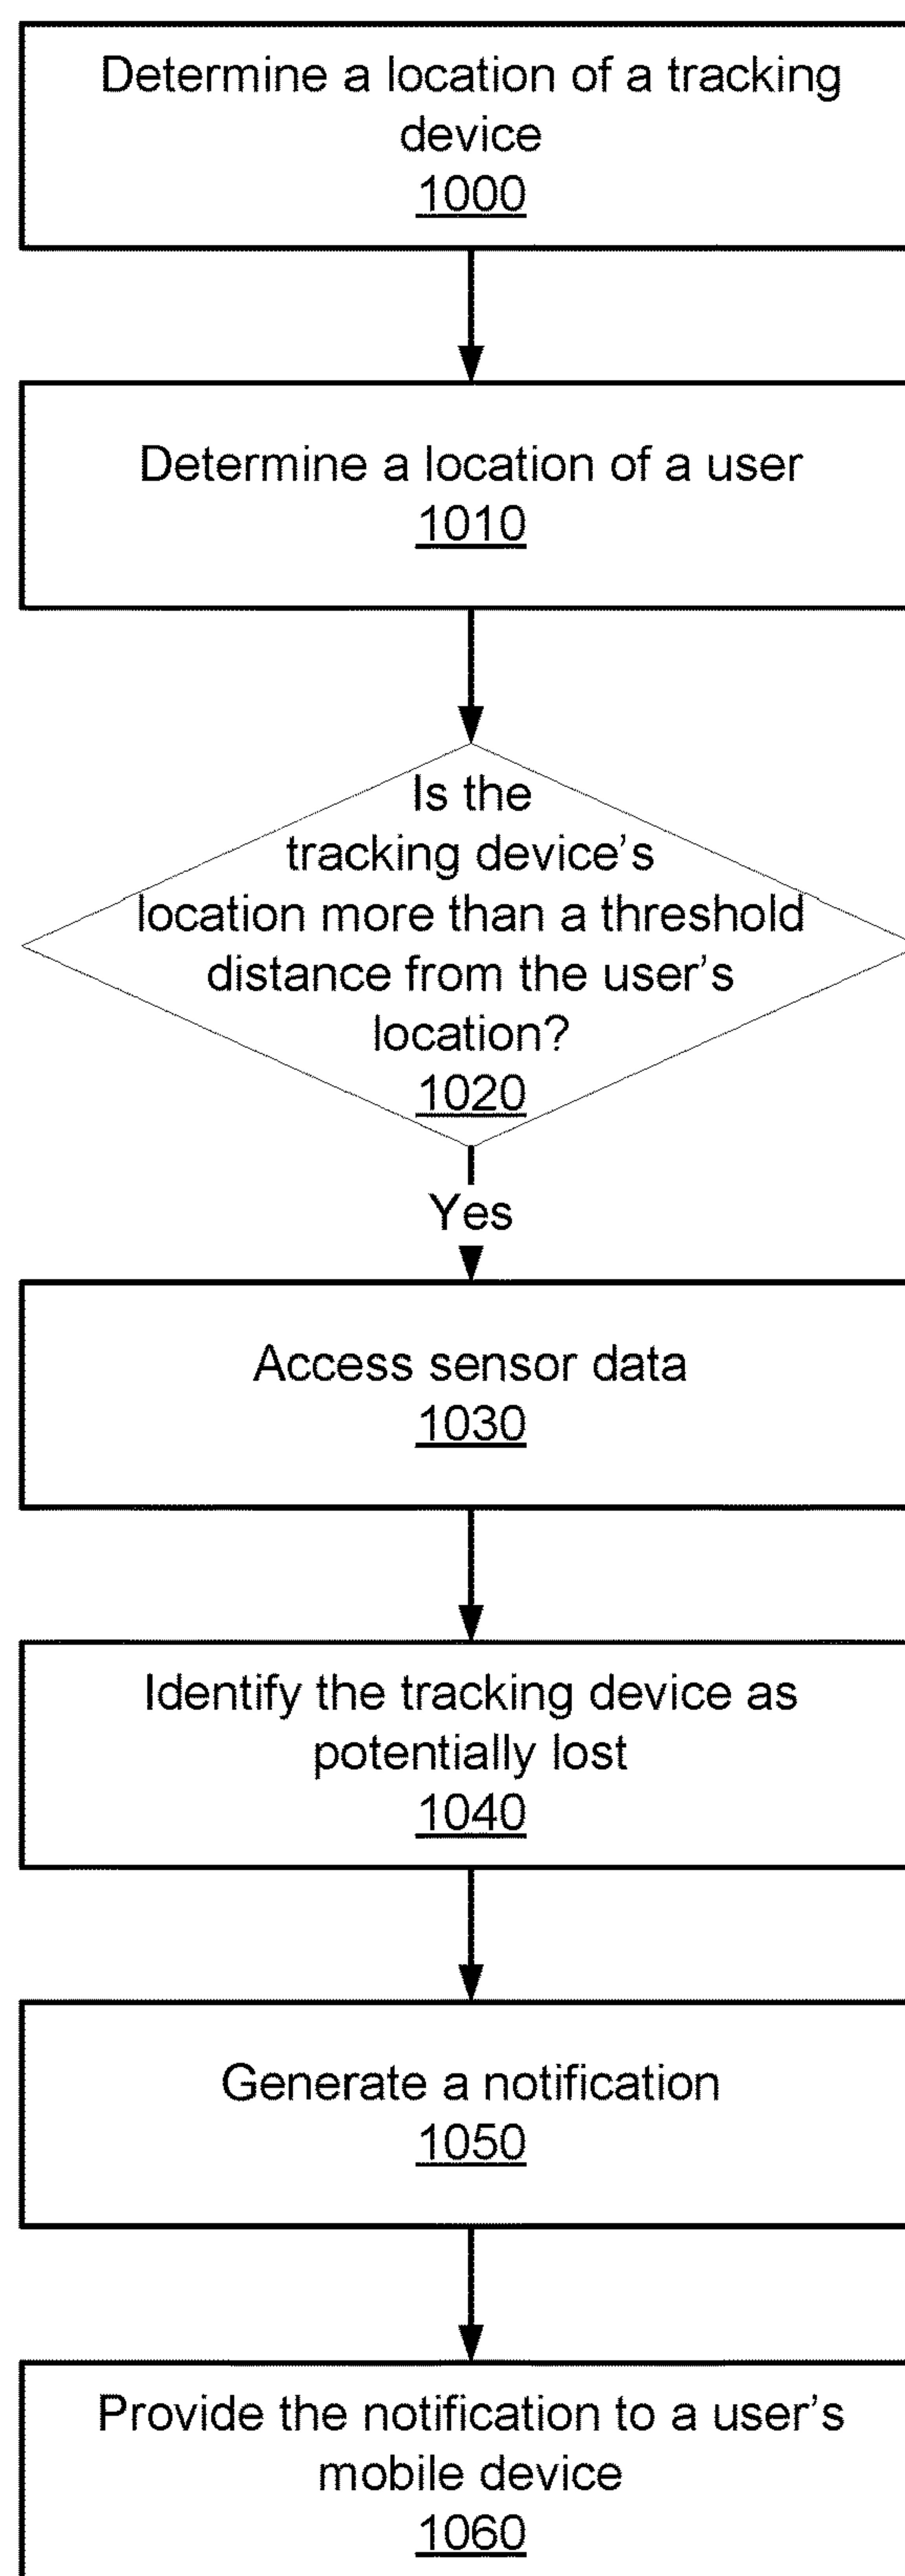 Determine a location of a tracking
device
1000
Determine a location of a user
1010
Is the
tracking device's
location more than a threshold
distance from the user's
location?
1020
Yes
Access sensor data
1030
Identify the tracking device as
potentially lost
1040
Generate a notification
1050
Provide the notification to a user's
mobile device
1060